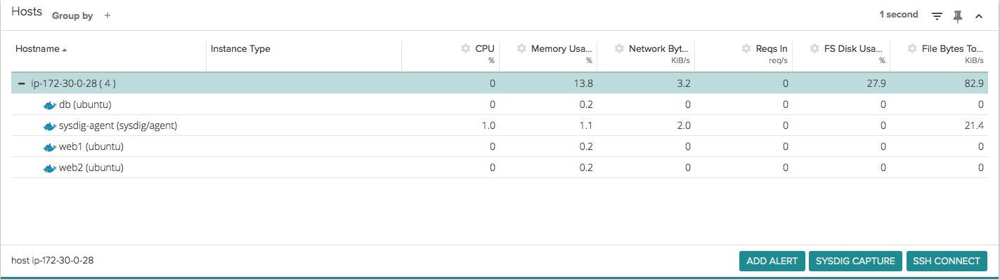 Hosts Group by + 1 second
Hostname Instance Type CPU Memory Usa... Network Byt... Reqs In FS Disk Usa... File Bytes To...
% % KiB/s req/s % KiB/s
ip-172-30-0-28 ( 4 ) 0 13.8 3.2 0 27.9 82.9
db (ubuntu) 0 0.2 0 0 0 0
sysdig-agent (sysdig/agent) 1.0 1.1 2.0 0 0 21.4
web1 (ubuntu) 0 0.2 0 0 0 0
web2 (ubuntu) 0 0.2 0 0 0 0
host ip-172-30-0-28 ADD ALERT SYSDIG CAPTURE SSH CONNECT